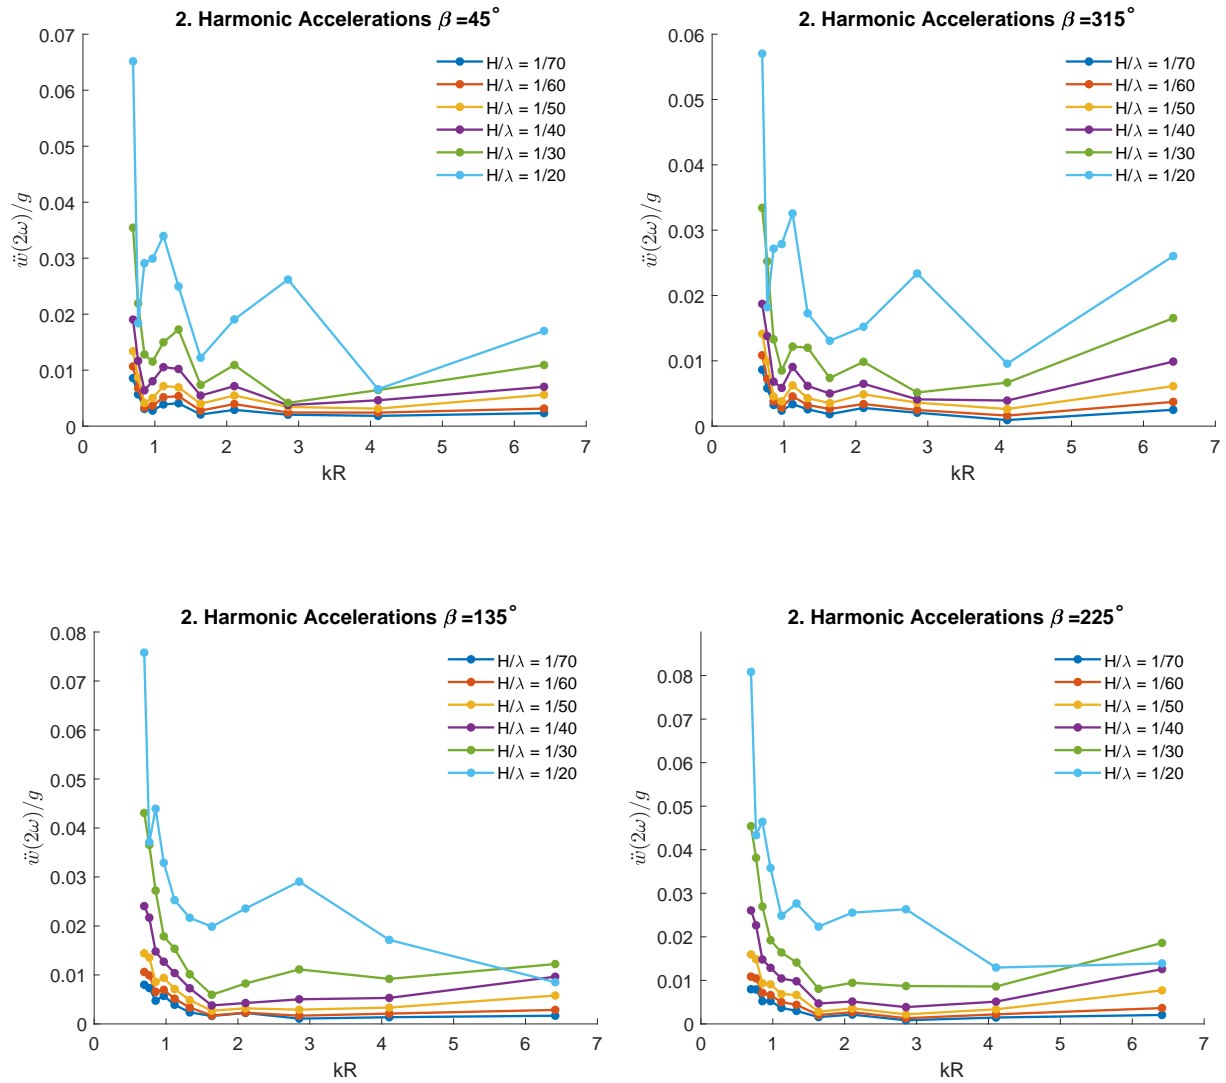 2. Harmonic Accelerations β =45°
0.07
0.06
0.05
0.04
0.03
0.02
0.01
0
ẅ(2ω)/g
0 1 2 3 4 5 6 7
kR
H/λ = 1/70
H/λ = 1/60
H/λ = 1/50
H/λ = 1/40
H/λ = 1/30
H/λ = 1/20
2. Harmonic Accelerations β =315°
0.06
0.05
0.04
0.03
0.02
0.01
0
ẅ(2ω)/g
0 1 2 3 4 5 6 7
kR
H/λ = 1/70
H/λ = 1/60
H/λ = 1/50
H/λ = 1/40
H/λ = 1/30
H/λ = 1/20
2. Harmonic Accelerations β =135°
0.08
0.07
0.06
0.05
0.04
0.03
0.02
0.01
0
ẅ(2ω)/g
0 1 2 3 4 5 6 7
kR
H/λ = 1/70
H/λ = 1/60
H/λ = 1/50
H/λ = 1/40
H/λ = 1/30
H/λ = 1/20
2. Harmonic Accelerations β =225°
0.08
0.07
0.06
0.05
0.04
0.03
0.02
0.01
0
ẅ(2ω)/g
0 1 2 3 4 5 6 7
kR
H/λ = 1/70
H/λ = 1/60
H/λ = 1/50
H/λ = 1/40
H/λ = 1/30
H/λ = 1/20